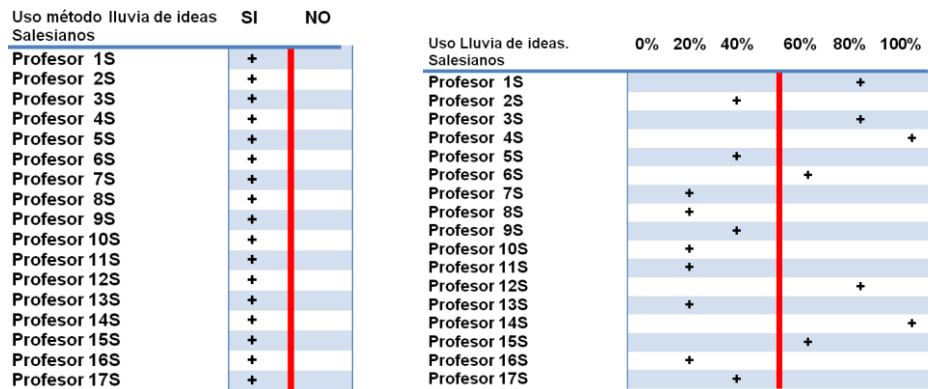 Uso método lluvia de ideas SI NO
Salesianos
Profesor 1S +
Profesor 2S +
Profesor 3S +
Profesor 4S +
Profesor 5S +
Profesor 6S +
Profesor 7S +
Profesor 8S +
Profesor 9S +
Profesor 10S +
Profesor 11S +
Profesor 12S +
Profesor 13S +
Profesor 14S +
Profesor 15S +
Profesor 16S +
Profesor 17S +
Uso Lluvia de ideas. 0% 20% 40% 60% 80% 100%
Salesianos
Profesor 1S +
Profesor 2S +
Profesor 3S +
Profesor 4S +
Profesor 5S +
Profesor 6S +
Profesor 7S +
Profesor 8S +
Profesor 9S +
Profesor 10S +
Profesor 11S +
Profesor 12S +
Profesor 13S +
Profesor 14S +
Profesor 15S +
Profesor 16S +
Profesor 17S +